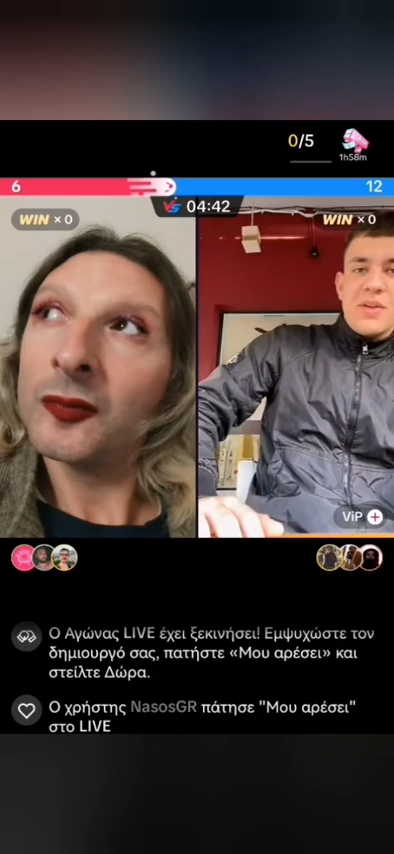 0/5
1h58m
6
12
VS 04:42
WIN × 0
WIN × 0
ViP
Ο Αγώνας LIVE έχει ξεκινήσει! Εμψυχώστε τον
δημιουργό σας, πατήστε «Μου αρέσει» και
στείλτε Δώρα.
Ο χρήστης NasosGR πάτησε "Μου αρέσει"
στο LIVE